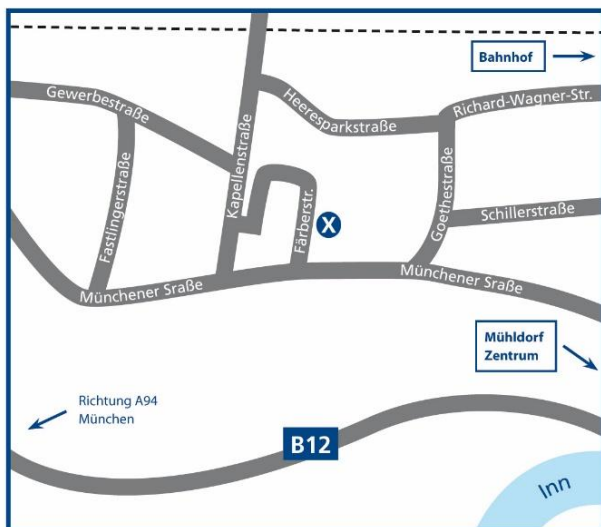 Bahnhof
Gewerbestraße
Heeresparkstraße
Richard-Wagner-Str.
Fastlingerstraße
Kapellenstraße
Färberstr.
X
Goethestraße
Schillerstraße
Münchener Sraße
Münchener Sraße
Mühldorf
Zentrum
Richtung A94
München
B12
Inn